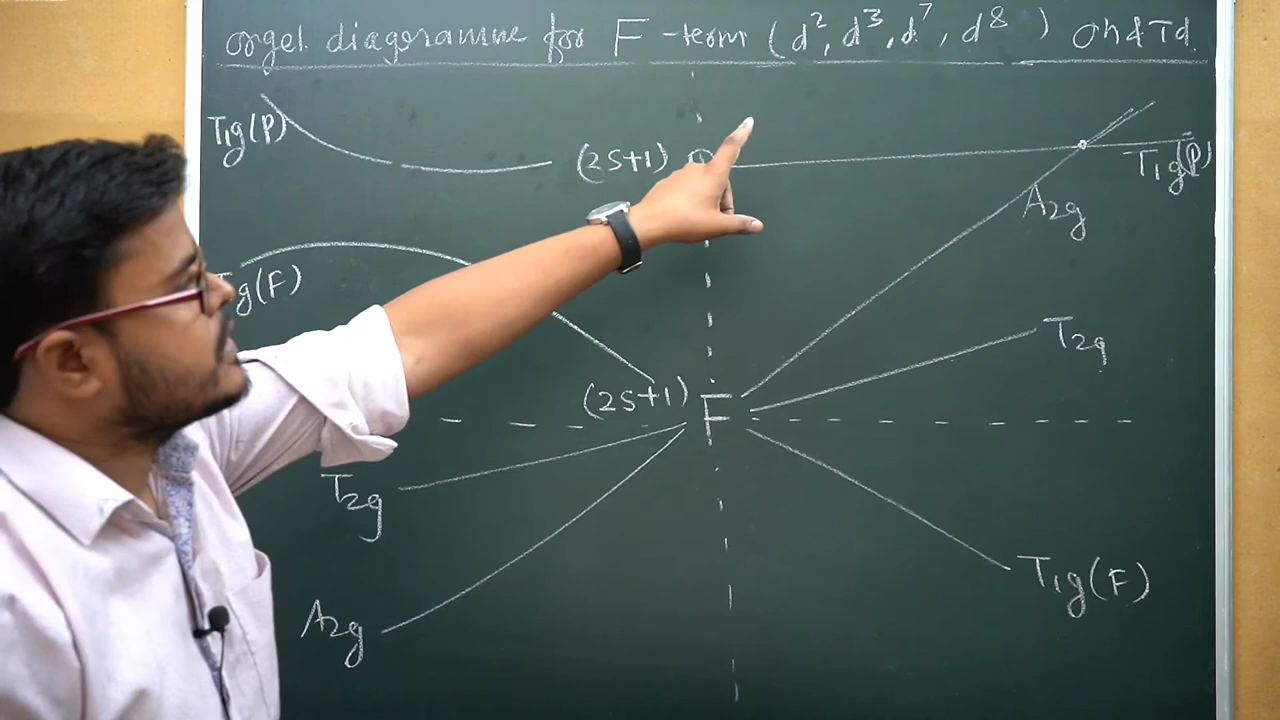 orgel diagramme for F-term (d², d³, d⁷, d⁸) oh d Td
T₁g(P)
(2S+1)
T₁g(P)
A₂g
g(F)
T₂g
(2S+1) F
T₂g
T₁g(F)
A₂g